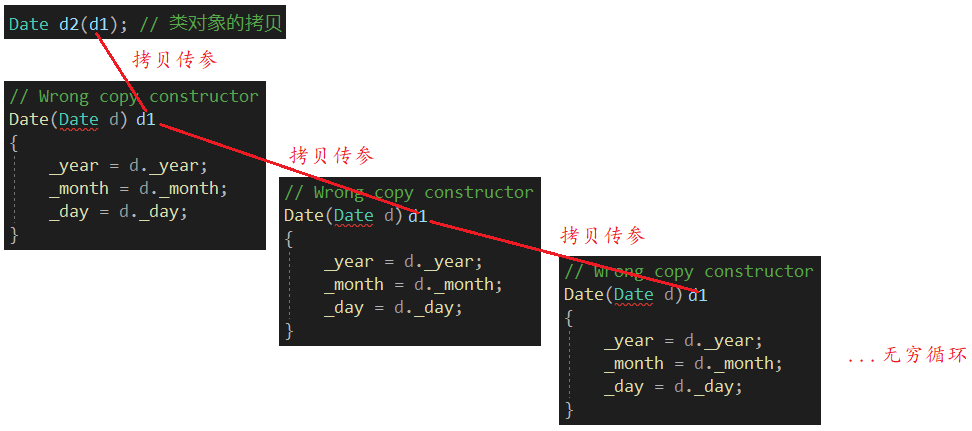 Date d2(d1); // 类对象的拷贝
拷贝传参
// Wrong copy constructor
Date(Date d) d1
{
    _year = d._year;
    _month = d._month;
    _day = d._day;
}
拷贝传参
// Wrong copy constructor
Date(Date d) d1
{
    _year = d._year;
    _month = d._month;
    _day = d._day;
}
拷贝传参
// Wrong copy constructor
Date(Date d) d1
{
    _year = d._year;
    _month = d._month;
    _day = d._day;
}
...无穷循环